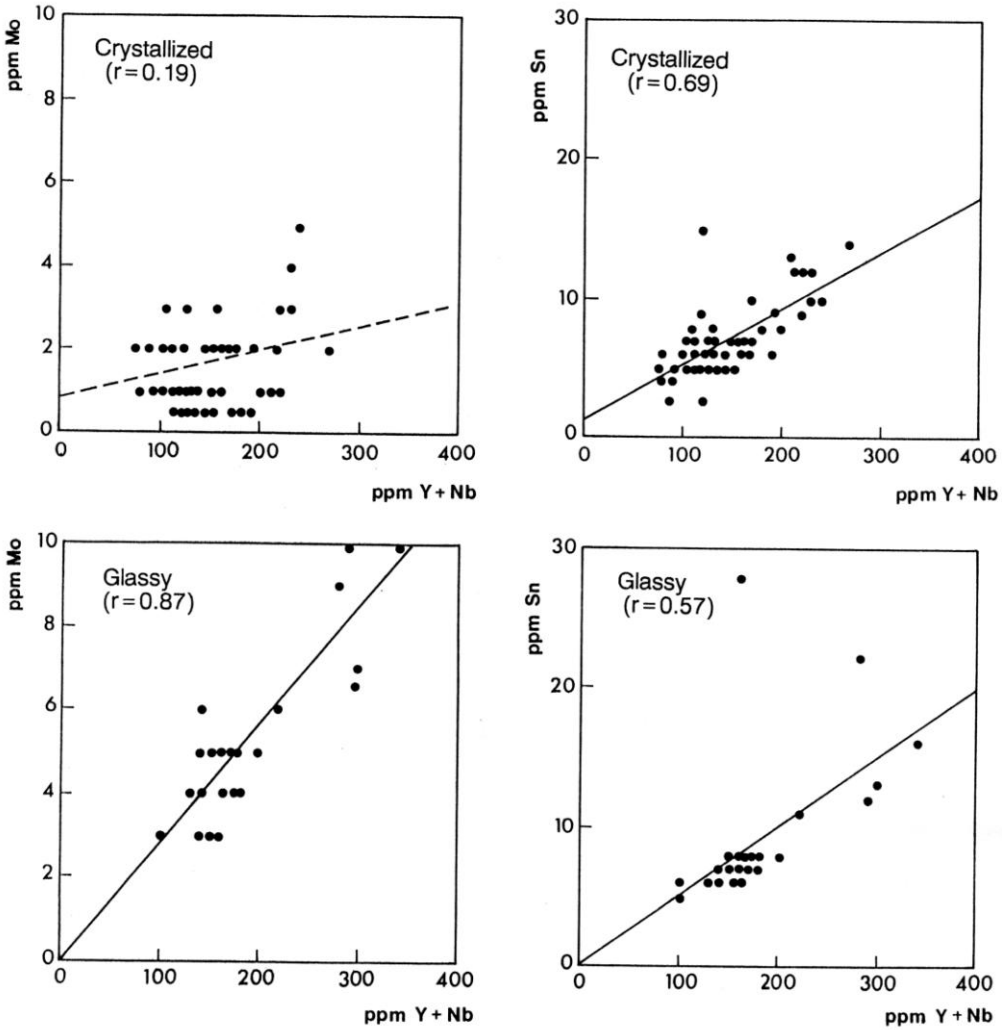 ppm Mo
10
8
6
4
2
0
Crystallized
(r=0.19)
0 100 200 300 400
ppm Y + Nb
ppm Sn
30
20
10
0
Crystallized
(r=0.69)
0 100 200 300 400
ppm Y + Nb
ppm Mo
10
8
6
4
2
0
Glassy
(r=0.87)
0 100 200 300 400
ppm Y + Nb
ppm Sn
30
20
10
0
Glassy
(r=0.57)
0 100 200 300 400
ppm Y + Nb